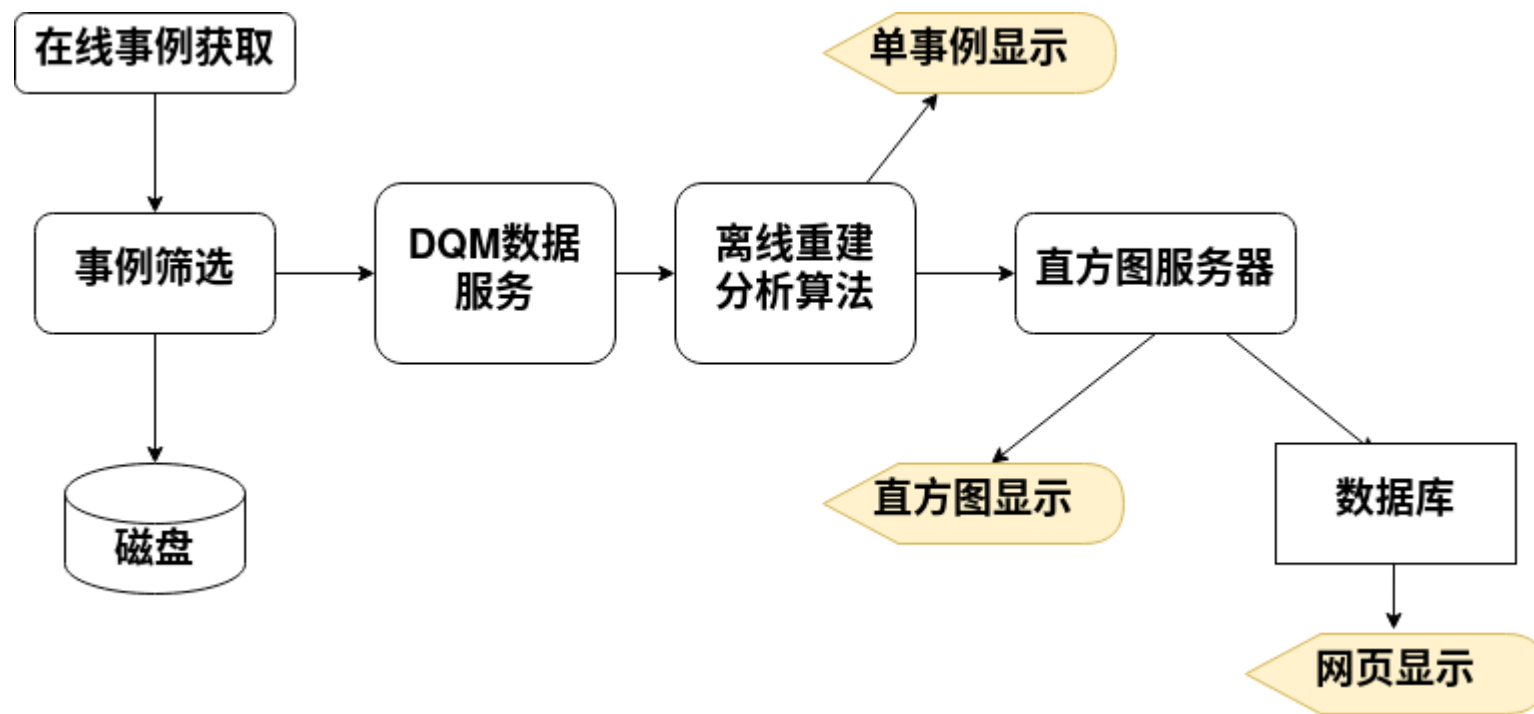 在线事例获取
单事例显示
事例筛选
DQM数据
服务
离线重建
分析算法
直方图服务器
磁盘
直方图显示
数据库
网页显示